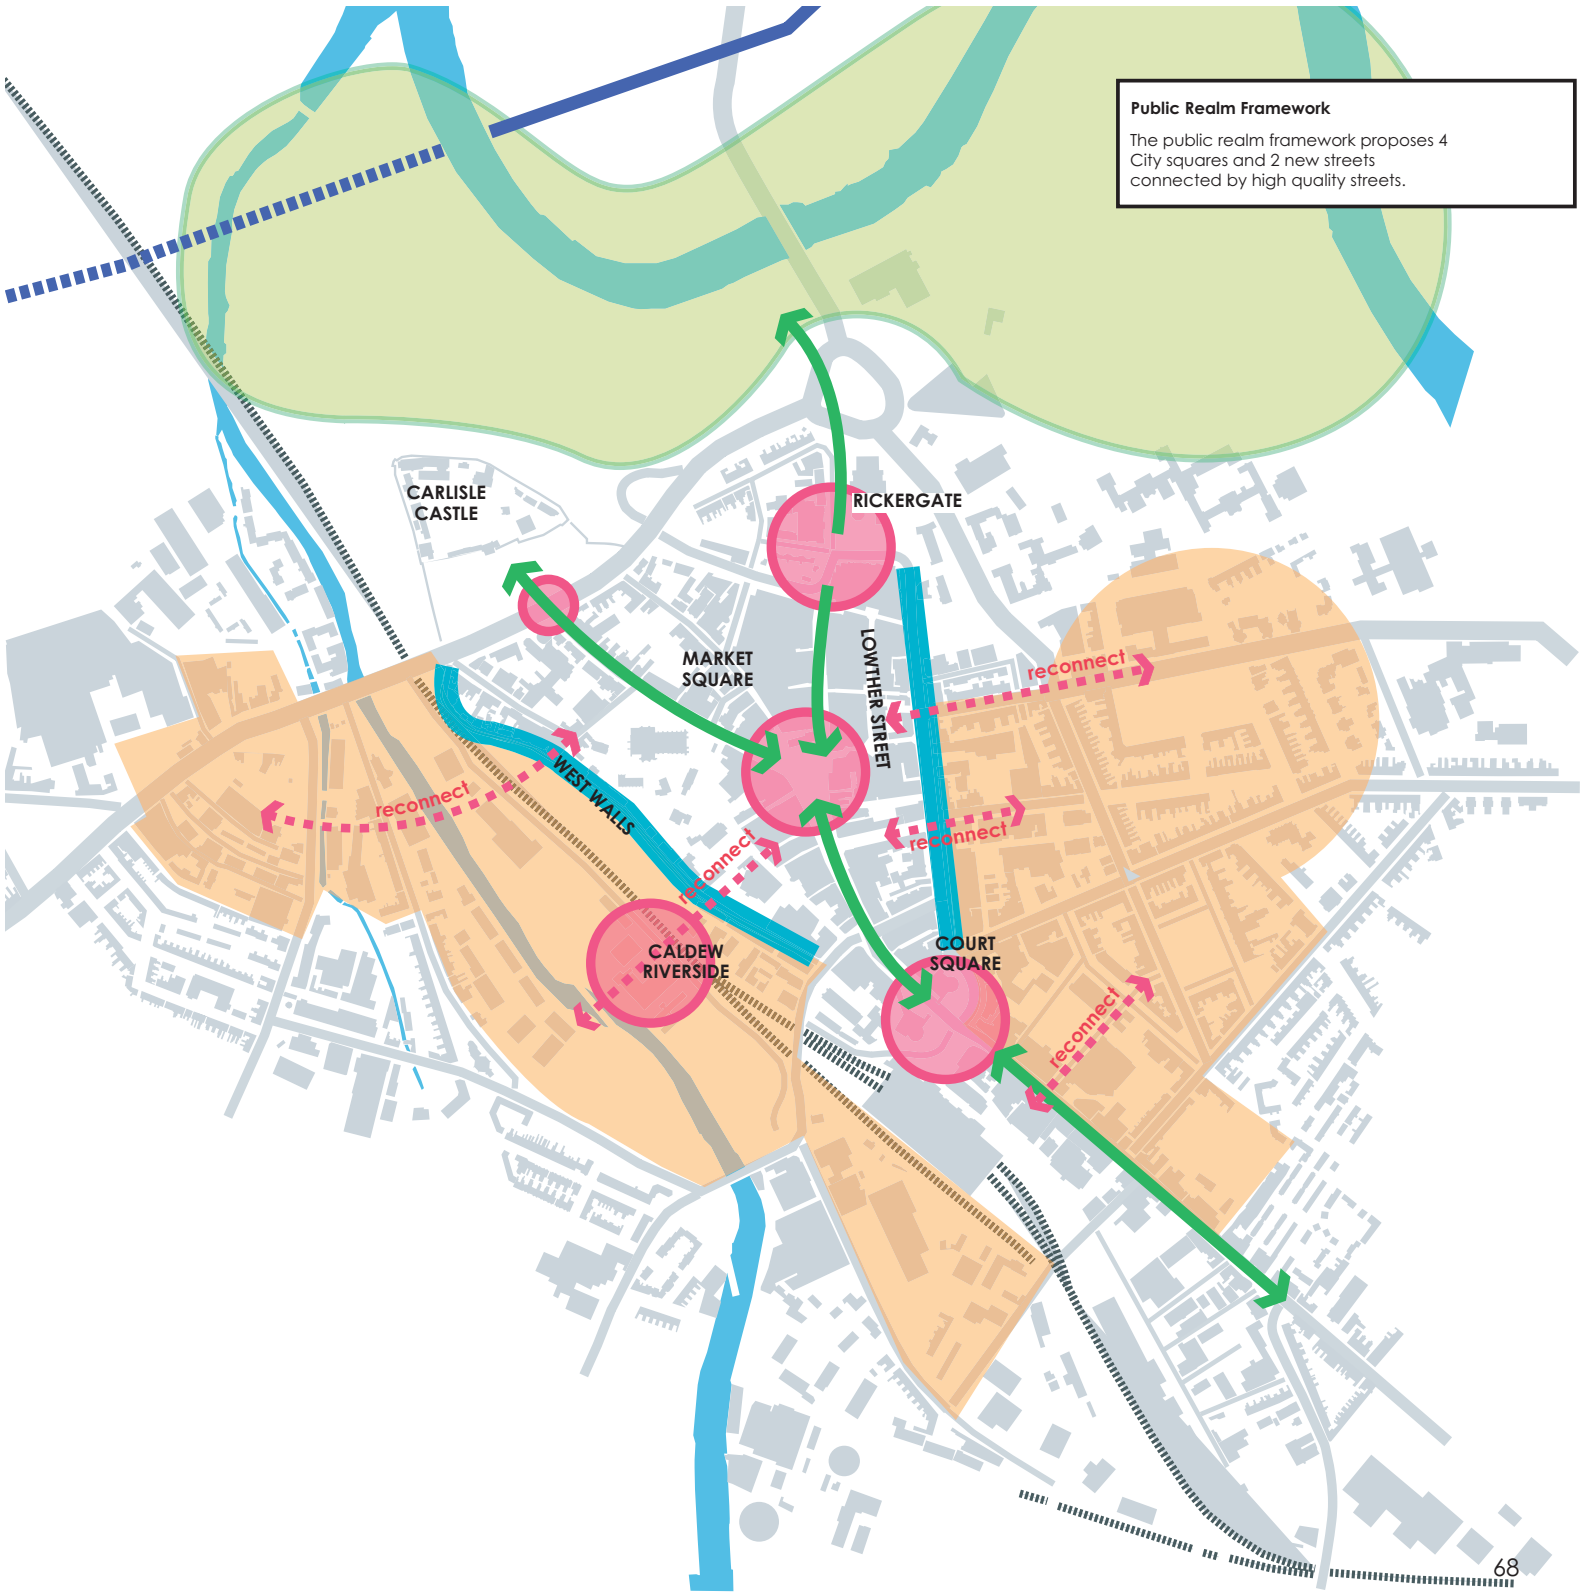 Public Realm Framework
The public realm framework proposes 4
City squares and 2 new streets
connected by high quality streets.
CARLISLE
CASTLE
RICKERGATE
MARKET
SQUARE
LOWTHER STREET
reconnect
WEST WALLS
reconnect
reconnect
reconnect
CALDEW
RIVERSIDE
COURT
SQUARE
reconnect
68